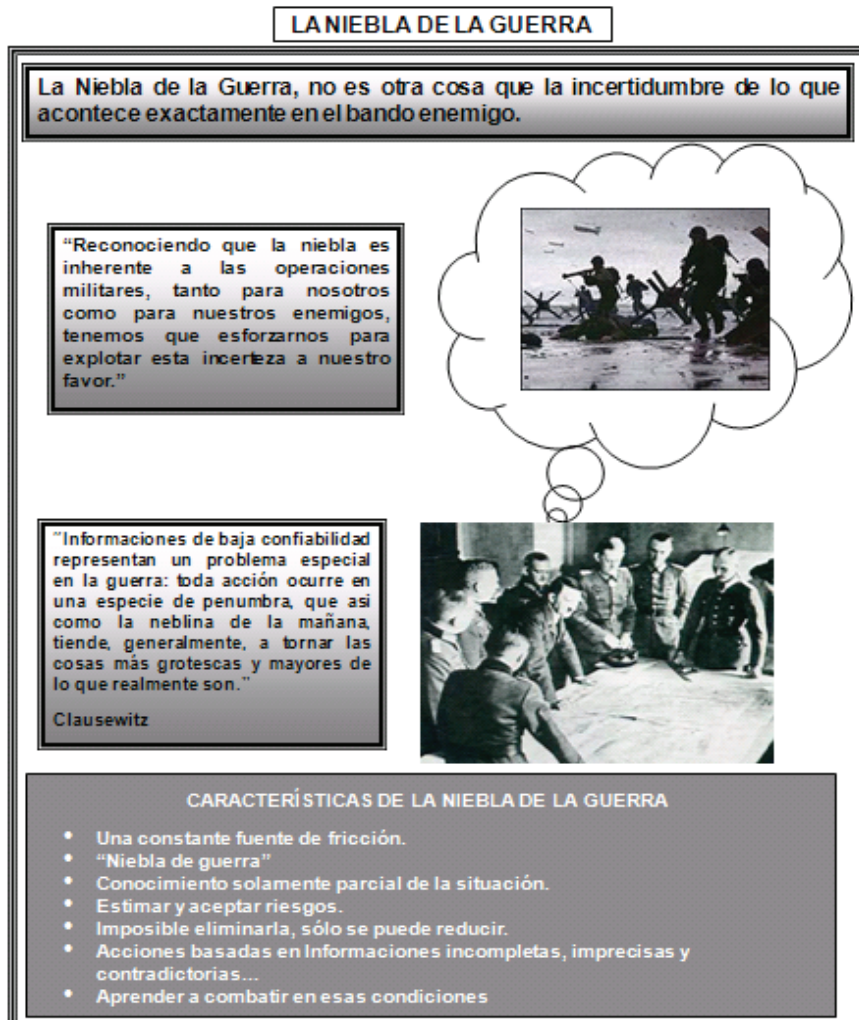 LA NIEBLA DE LA GUERRA
La Niebla de la Guerra, no es otra cosa que la incertidumbre de lo que
acontece exactamente en el bando enemigo.
“Reconociendo que la niebla es
inherente a las operaciones
militares, tanto para nosotros
como para nuestros enemigos,
tenemos que esforzarnos para
explotar esta incerteza a nuestro
favor.”
“Informaciones de baja confiabilidad
representan un problema especial
en la guerra: toda acción ocurre en
una especie de penumbra, que asi
como la neblina de la mañana,
tiende, generalmente, a tornar las
cosas más grotescas y mayores de
lo que realmente son.”
Clausewitz
CARACTERÍSTICAS DE LA NIEBLA DE LA GUERRA
• Una constante fuente de fricción.
• “Niebla de guerra”
• Conocimiento solamente parcial de la situación.
• Estimar y aceptar riesgos.
• Imposible eliminarla, sólo se puede reducir.
• Acciones basadas en Informaciones incompletas, imprecisas y
contradictorias...
• Aprender a combatir en esas condiciones